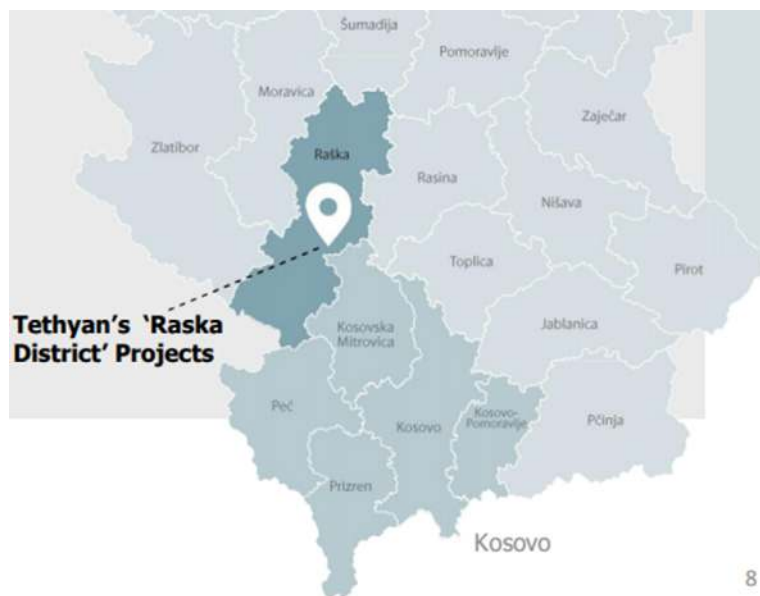 Šumadija
Pomoravlje
Moravica
Zaječar
Zlatibor
Raška
Rasina
Nišava
Toplica
Pirot
Tethyan's 'Raska
District' Projects
Kosovska
Mitrovica
Jablanica
Peć
Kosovo
Kosovo-
Pomoravlje
Pčinja
Prizren
Kosovo
8